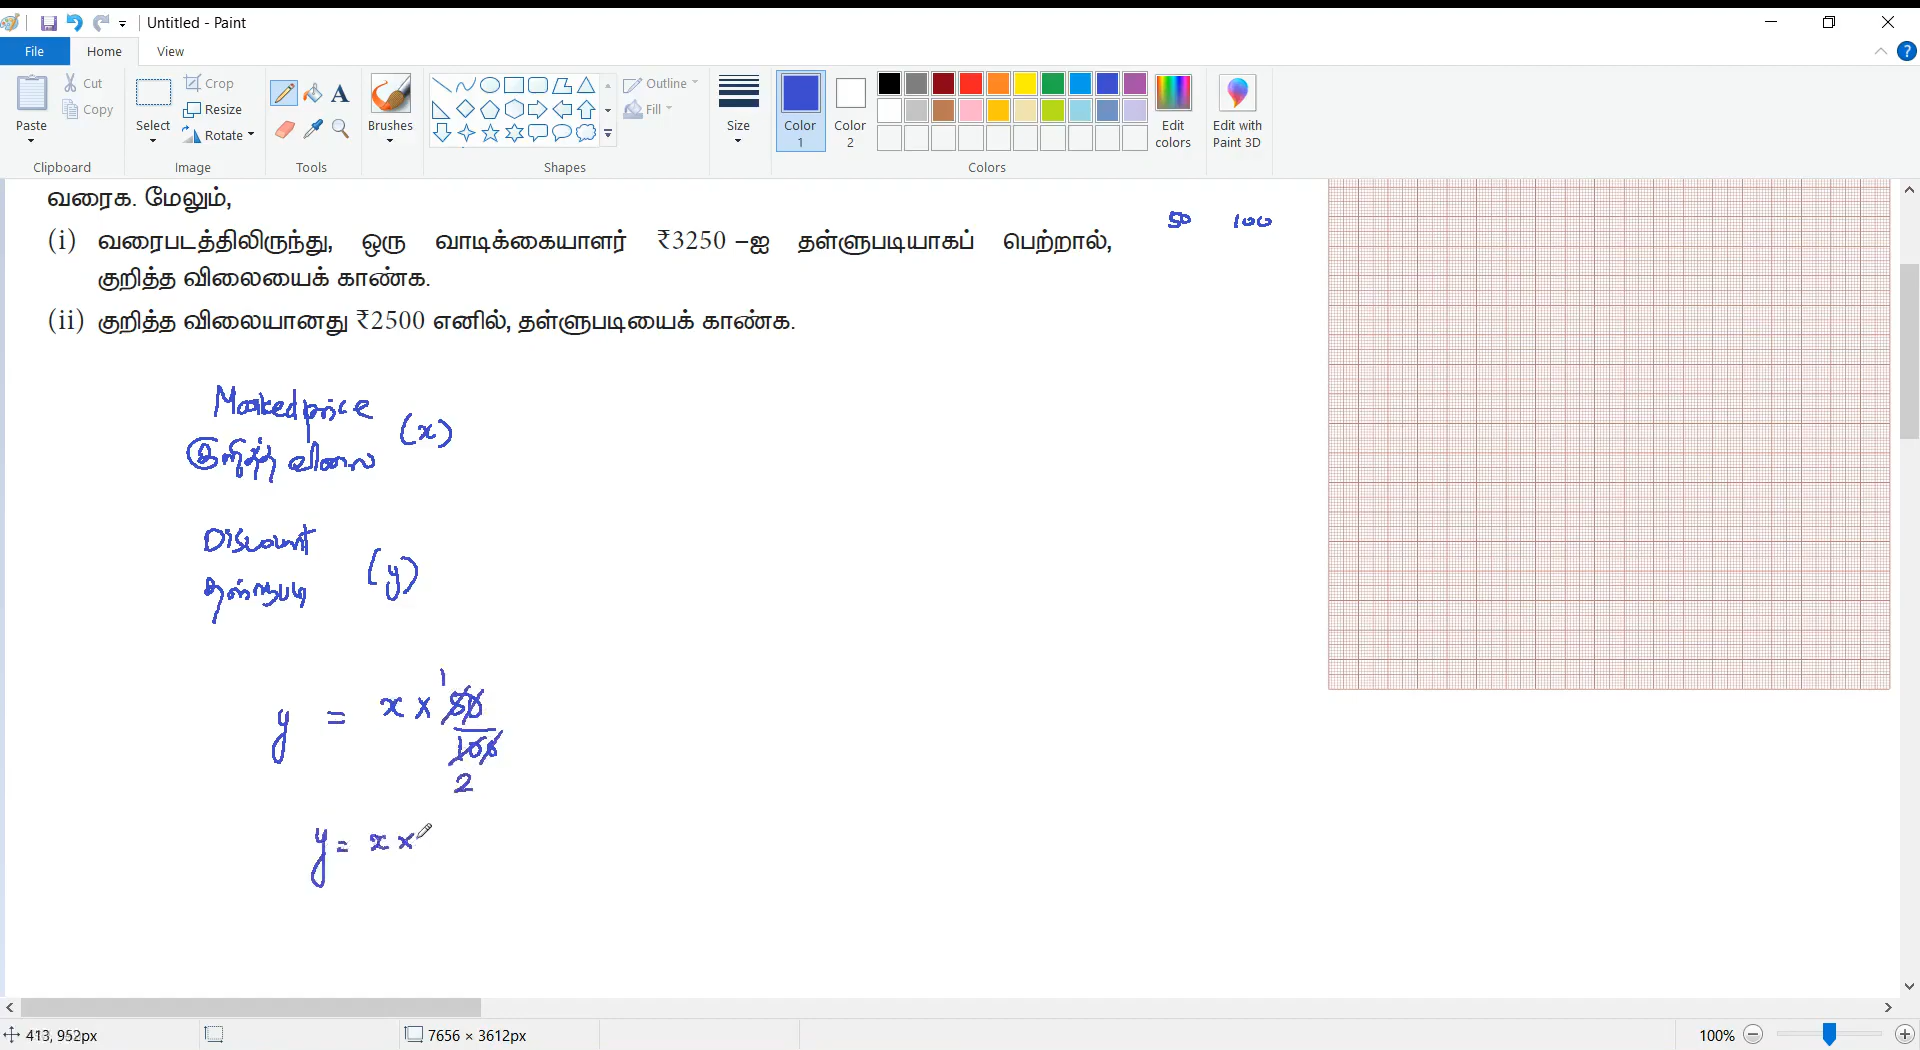 Untitled - Paint
File Home View
Paste
Cut
Copy
Clipboard
Select
Crop
Resize
Rotate
Image
A
Tools
Brushes
Shapes
Outline
Fill
Size
Color 1
Color 2
Colors
Edit colors
Edit with Paint 3D
வரைக. மேலும்,
50 100
(i) வரைபடத்திலிருந்து, ஒரு வாடிக்கையாளர் ₹3250 –ஐ தள்ளுபடியாகப் பெற்றால்,
குறித்த விலையைக் காண்க.
(ii) குறித்த விலையானது ₹2500 எனில், தள்ளுபடியைக் காண்க.
Marked price
(x)
குறித்த விலை
Discount
(y)
தள்ளுபடி
1
y = x × 50
100
2
y = x ×
413, 952px
7656 × 3612px
100%